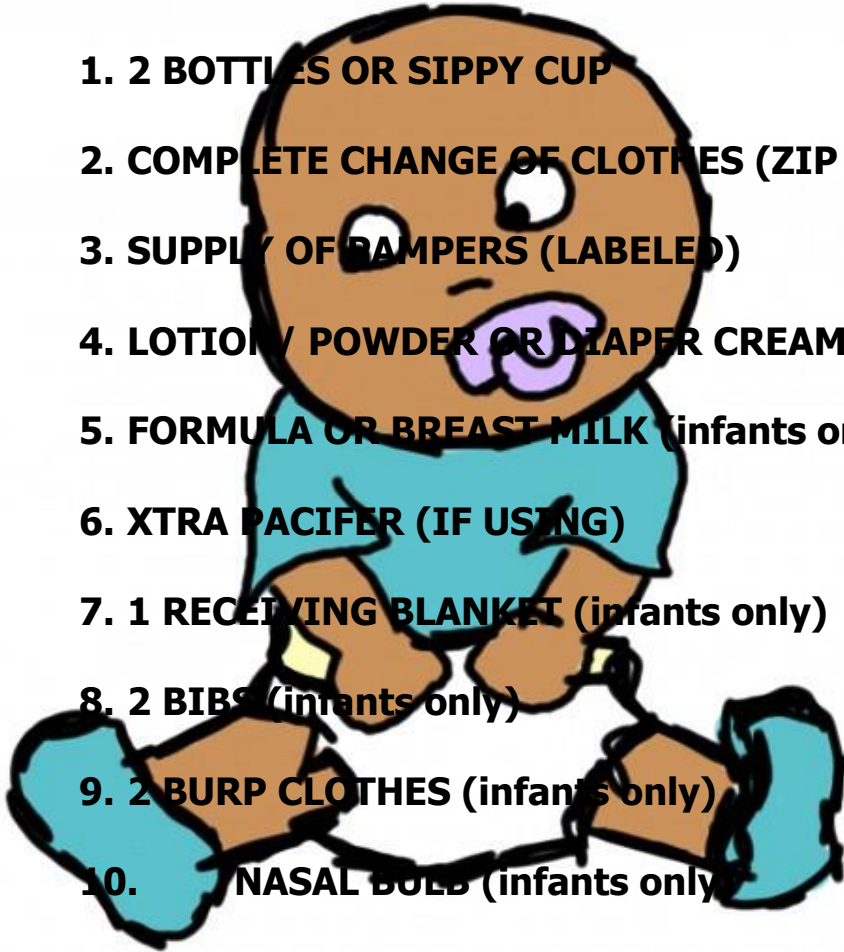 1. 2 BOTTLES OR SIPPY CUP
2. COMPLETE CHANGE OF CLOTHES (ZIP
3. SUPPLY OF PAMPERS (LABELED)
4. LOTION/ POWDER OR DIAPER CREAM
5. FORMULA OR BREAST MILK (infants
6. XTRA PACIFER (IF USING)
7. 1 RECEIVING BLANKET (infants only)
8. 2 BIBS (infants only)
9. 2 BURP CLOTHES (infants only)
10. NASAL BULB (infants only)